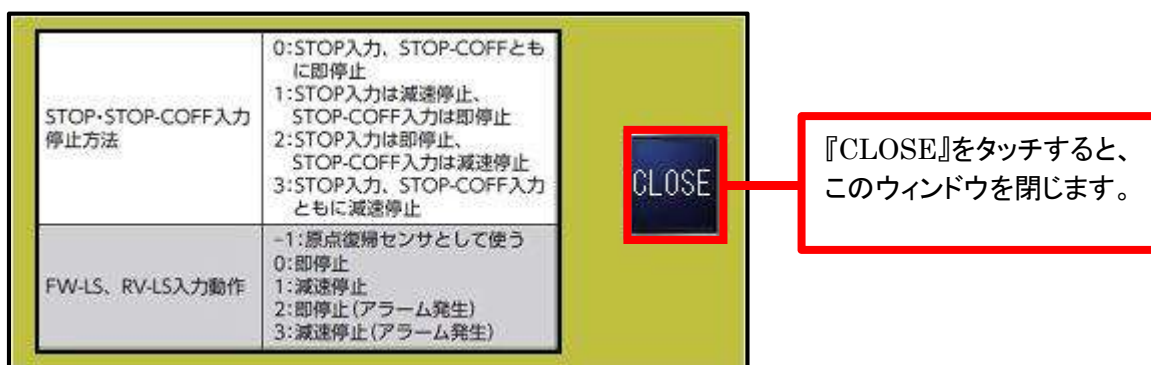 STOP・STOP-COFF入力
停止方法
0:STOP入力、STOP-COFFとも
に即停止
1:STOP入力は減速停止、
STOP-COFF入力は即停止
2:STOP入力は即停止、
STOP-COFF入力は減速停止
3:STOP入力、STOP-COFF入力
ともに減速停止
FW-LS、RV-LS入力動作
-1:原点復帰センサとして使う
0:即停止
1:減速停止
2:即停止(アラーム発生)
3:減速停止(アラーム発生)
CLOSE
『CLOSE』をタッチすると、
このウィンドウを閉じます。